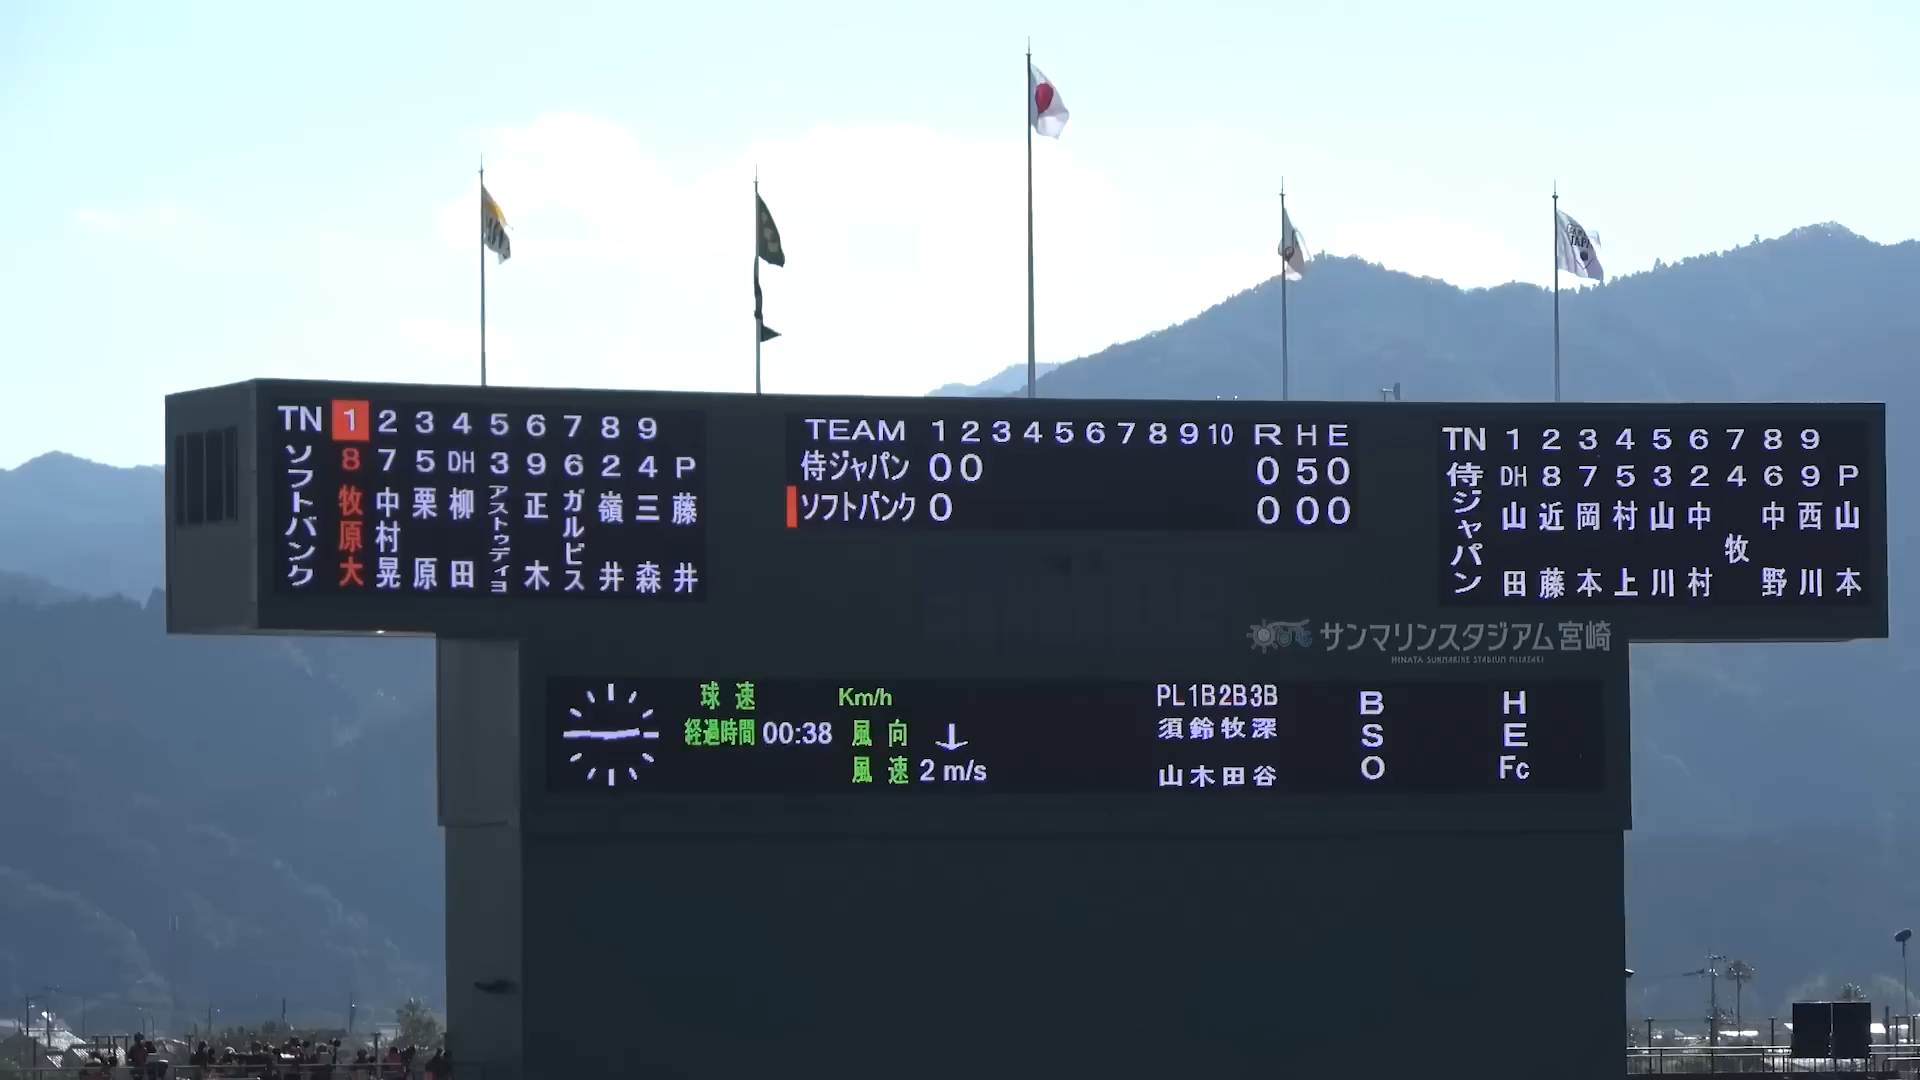 TN 1 2 3 4 5 6 7 8 9
ソフトバンク
8 7 5 DH 3 9 6 2 4 P
牧原大 中村晃 栗原 柳田 アストゥディヨ 正木 ガルビス 嶺井 三森 藤井
TEAM 1 2 3 4 5 6 7 8 9 10 R H E
侍ジャパン 0 0 0 5 0
ソフトバンク 0 0 0 0
TN 1 2 3 4 5 6 7 8 9
侍ジャパン
DH 8 7 5 3 2 4 6 9 P
山田 近藤 岡本 村上 山川 中村 牧 中野 西川 山本
サンマリンスタジアム宮崎
HINATA SUNMARINE STADIUM MIYAZAKI
球速 Km/h
経過時間 00:38
風向 ↓
風速 2 m/s
PL 1B 2B 3B
須山 鈴木 牧田 深谷
B H
S E
O Fc
JAPAN